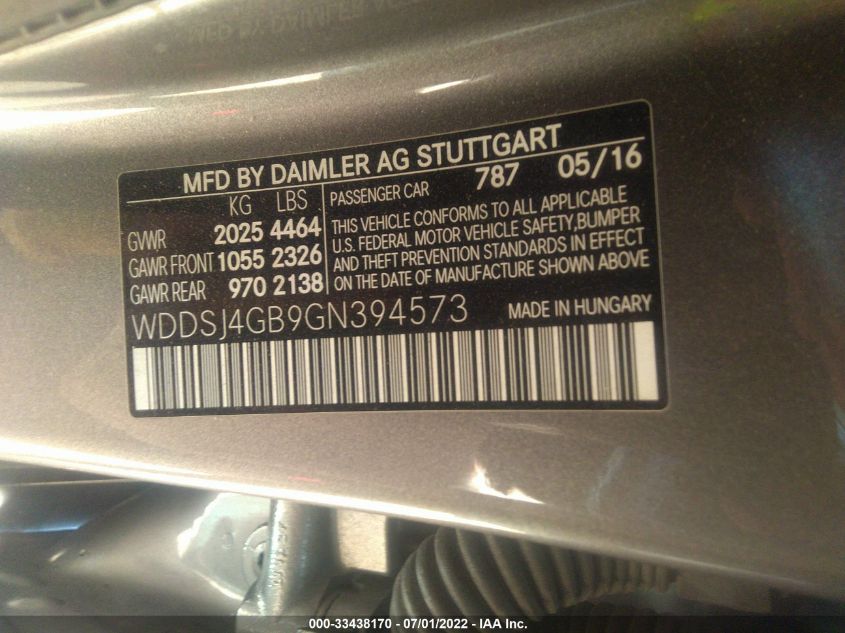 MFD BY DAIMLER AG STUTTGART
KG LBS
GVWR 2025 4464
GAWR FRONT 1055 2326
GAWR REAR 970 2138
PASSENGER CAR 787 05/16
THIS VEHICLE CONFORMS TO ALL APPLICABLE
U.S. FEDERAL MOTOR VEHICLE SAFETY,BUMPER
AND THEFT PREVENTION STANDARDS IN EFFECT
ON THE DATE OF MANUFACTURE SHOWN ABOVE
WDDSJ4GB9GN394573 MADE IN HUNGARY
000-33438170 - 07/01/2022 - IAA Inc.